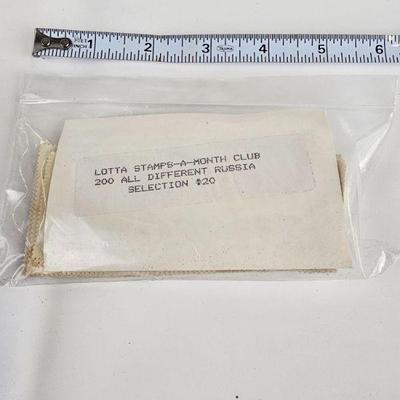 1 2 3 4 5 6
LOTTA STAMPS-A-MONTH CLUB
200 ALL DIFFERENT RUSSIA
SELECTION $20